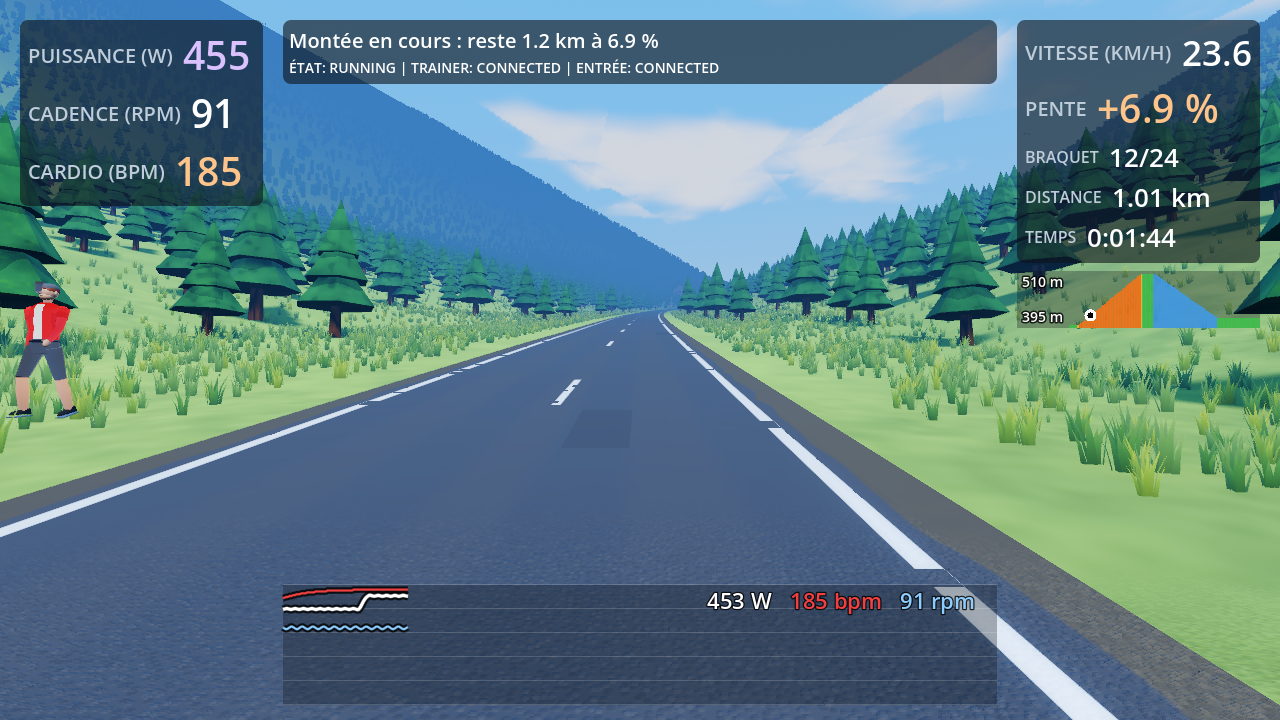 PUISSANCE (W) 455
CADENCE (RPM) 91
CARDIO (BPM) 185
Montée en cours : reste 1.2 km à 6.9 %
ÉTAT: RUNNING | TRAINER: CONNECTED | ENTRÉE: CONNECTED
VITESSE (KM/H) 23.6
PENTE +6.9 %
BRAQUET 12/24
DISTANCE 1.01 km
TEMPS 0:01:44
510 m
395 m
453 W 185 bpm 91 rpm